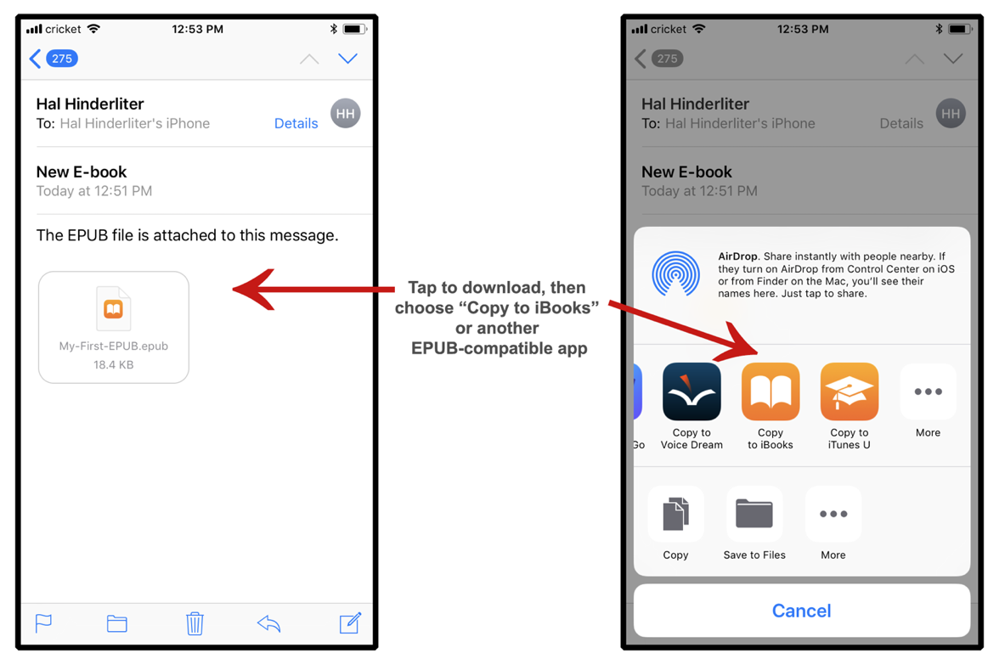 cricket
12:53 PM
275
Hal Hinderliter
To: Hal Hinderliter's iPhone
Details
HH
New E-book
Today at 12:51 PM
The EPUB file is attached to this message.
My-First-EPUB.epub
18.4 KB
Tap to download, then
choose “Copy to iBooks”
or another
EPUB-compatible app
cricket
12:53 PM
275
Hal Hinderliter
To: Hal Hinderliter's iPhone
Details
HH
New E-book
Today at 12:51 PM
AirDrop. Share instantly with people nearby. If
they turn on AirDrop from Control Center on iOS
or from Finder on the Mac, you’ll see their
names here. Just tap to share.
Go
Copy to
Voice Dream
Copy
to iBooks
Copy to
iTunes U
More
Copy
Save to Files
More
Cancel